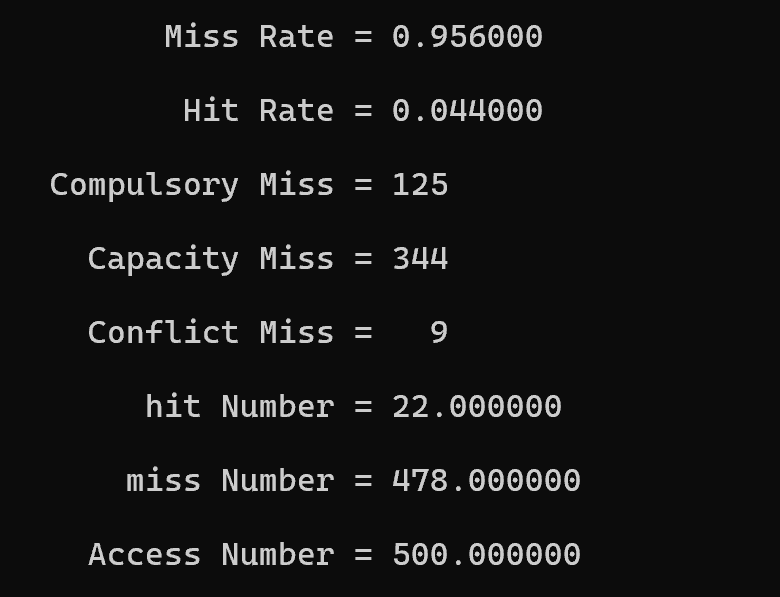 Miss Rate = 0.956000
Hit Rate = 0.044000
Compulsory Miss = 125
Capacity Miss = 344
Conflict Miss =   9
hit Number = 22.000000
miss Number = 478.000000
Access Number = 500.000000